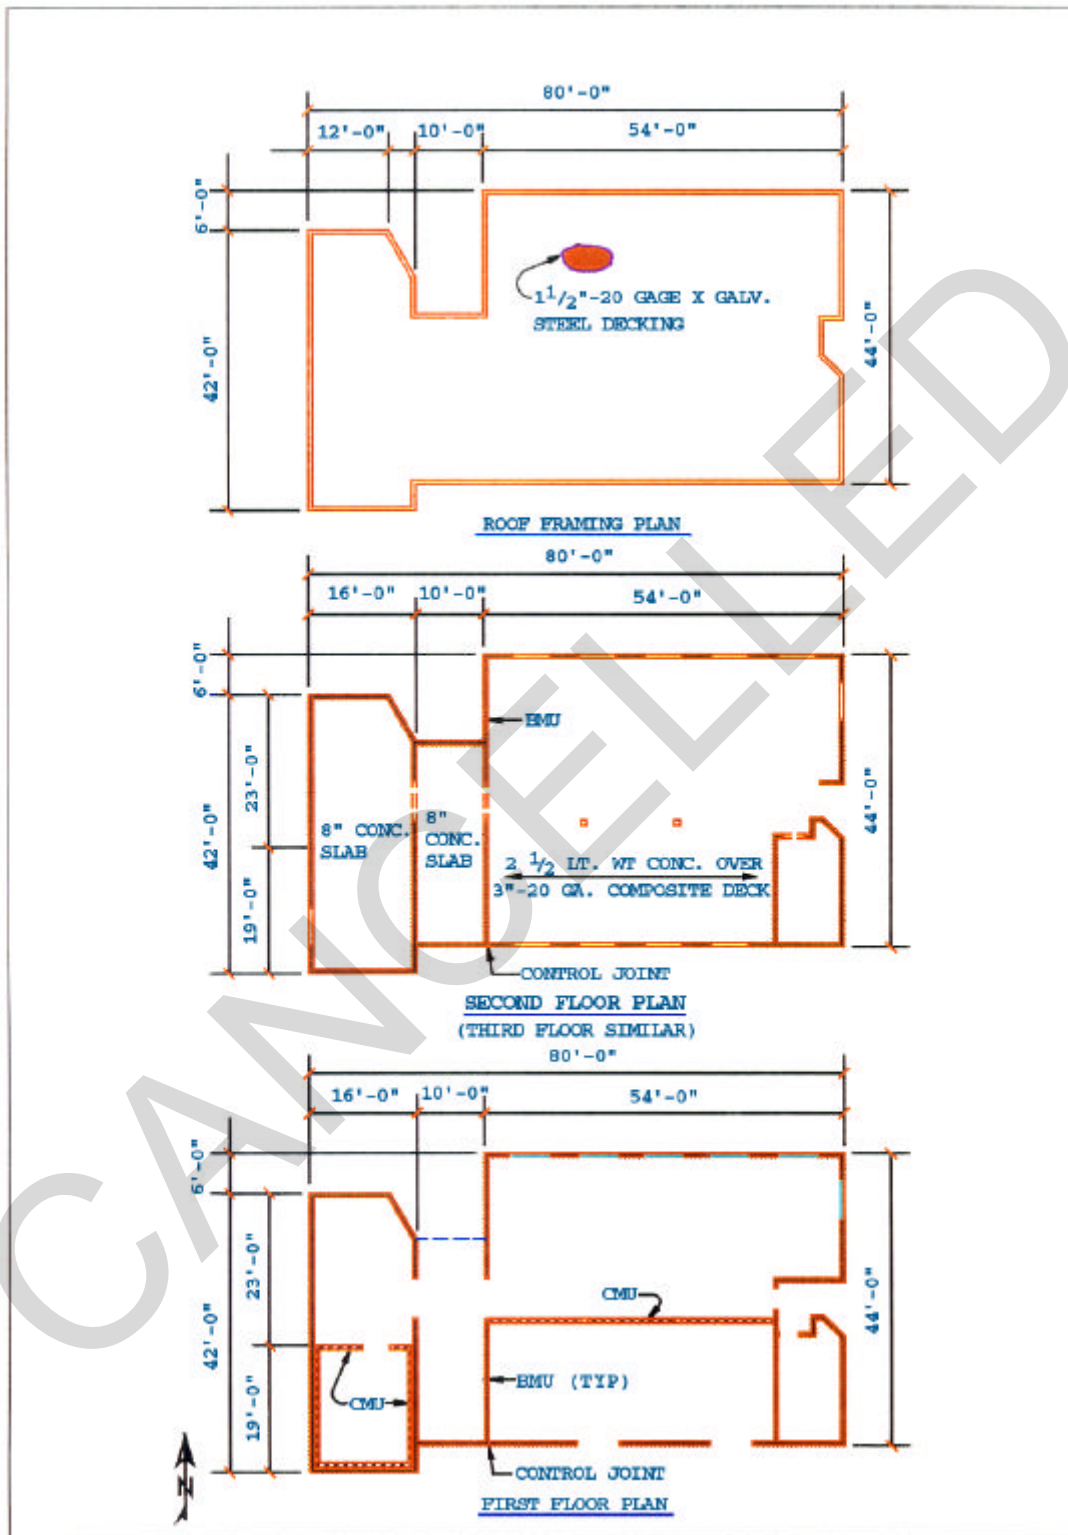 80'-0"
12'-0" 10'-0" 54'-0"
6'-0"
42'-0"
44'-0"
1 1/2"-20 GAGE X GALV.
STEEL DECKING
ROOF FRAMING PLAN
80'-0"
16'-0" 10'-0" 54'-0"
6'-0"
BMU
23'-0"
42'-0"
44'-0"
8" CONC.
SLAB
8"
CONC.
SLAB
2 1/2 LT. WT CONC. OVER
3"-20 GA. COMPOSITE DECK
19'-0"
CONTROL JOINT
SECOND FLOOR PLAN
(THIRD FLOOR SIMILAR)
80'-0"
16'-0" 10'-0" 54'-0"
6'-0"
23'-0"
42'-0"
44'-0"
CMU
BMU (TYP)
CMU
19'-0"
N
CONTROL JOINT
FIRST FLOOR PLAN
CANCELLED